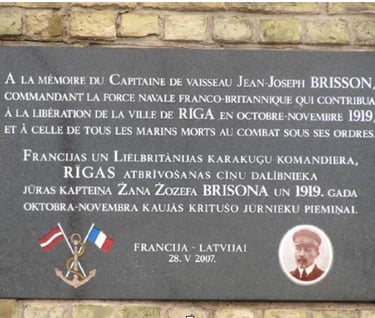 A LA MÉMOIRE DU CAPITAINE DE VAISSEAU JEAN-JOSEPH BRISSON,
COMMANDANT LA FORCE NAVALE FRANCO-BRITANNIQUE QUI CONTRIBUA
À LA LIBÉRATION DE LA VILLE DE RIGA EN OCTOBRE-NOVEMBRE 1919,
ET À CELLE DE TOUS LES MARINS MORTS AU COMBAT SOUS SES ORDRES.
FRANCIJAS UN LIELBRITĀNIJAS KARAKUĢU KOMANDIERA,
RĪGAS ATBRĪVOŠANAS CĪŅU DALĪBNIEKA
JŪRAS KAPTEIŅA ŽANA ŽOZEFA BRISONA UN 1919. GADA
OKTOBRA-NOVEMBRA KAUJĀS KRITUŠO JŪRNIEKU PIEMIŅAI.
FRANCIJA - LATVIJAI
28. V 2007.